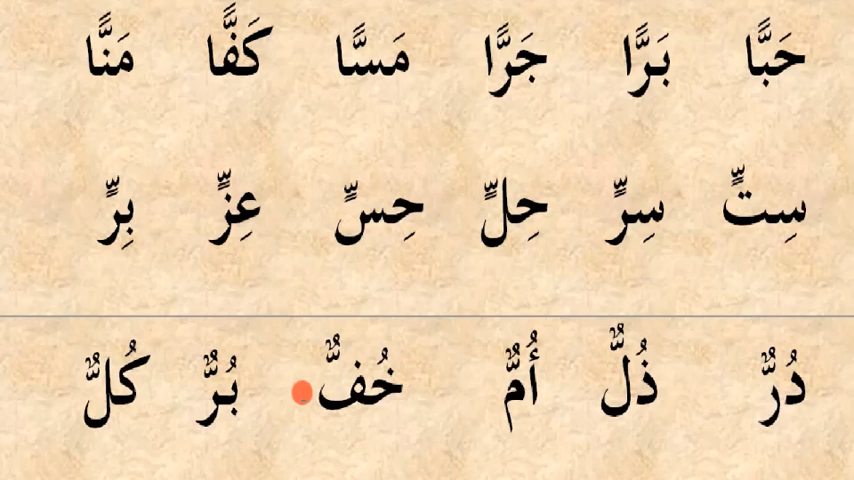 حَبًّا بَرًّا جَرًّا مَسًّا كَفًّا مَنًّا
سِتٍّ سِرٍّ حِلٍّ حِسٍّ عِزٍّ بِرٍّ
دُرٌّ ذُلٌّ أُمٌّ خُفٌّ بُرٌّ كُلٌّ